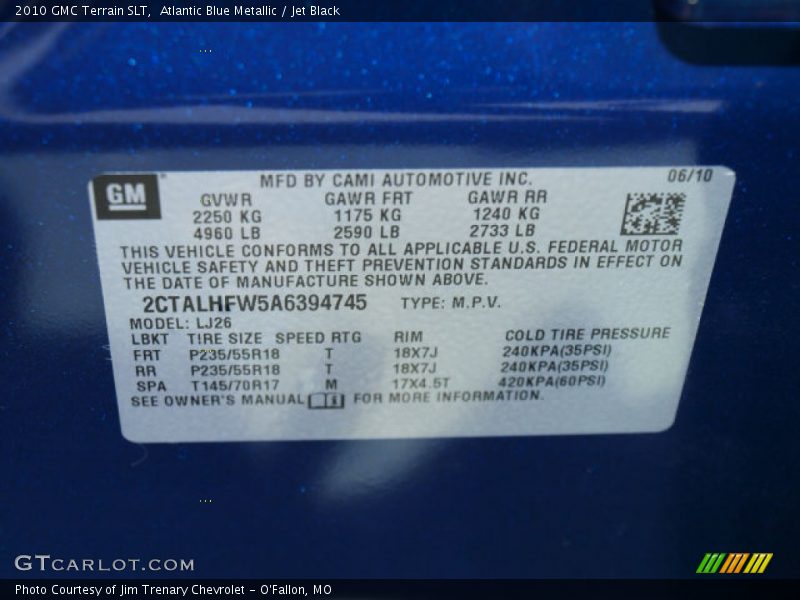 2010 GMC Terrain SLT, Atlantic Blue Metallic / Jet Black
GM
MFD BY CAMI AUTOMOTIVE INC. 06/10
GVWR GAWR FRT GAWR RR
2250 KG 1175 KG 1240 KG
4960 LB 2590 LB 2733 LB
THIS VEHICLE CONFORMS TO ALL APPLICABLE U.S. FEDERAL MOTOR
VEHICLE SAFETY AND THEFT PREVENTION STANDARDS IN EFFECT ON
THE DATE OF MANUFACTURE SHOWN ABOVE.
2CTALHFW5A6394745 TYPE: M.P.V.
MODEL: LJ26
LBKT TIRE SIZE SPEED RTG RIM COLD TIRE PRESSURE
FRT P235/55R18 T 18X7J 240KPA(35PSI)
RR P235/55R18 T 18X7J 240KPA(35PSI)
SPA T145/70R17 M 17X4.5T 420KPA(60PSI)
SEE OWNER'S MANUAL FOR MORE INFORMATION.
GTCARLOT.COM
Photo Courtesy of Jim Trenary Chevrolet - O'Fallon, MO